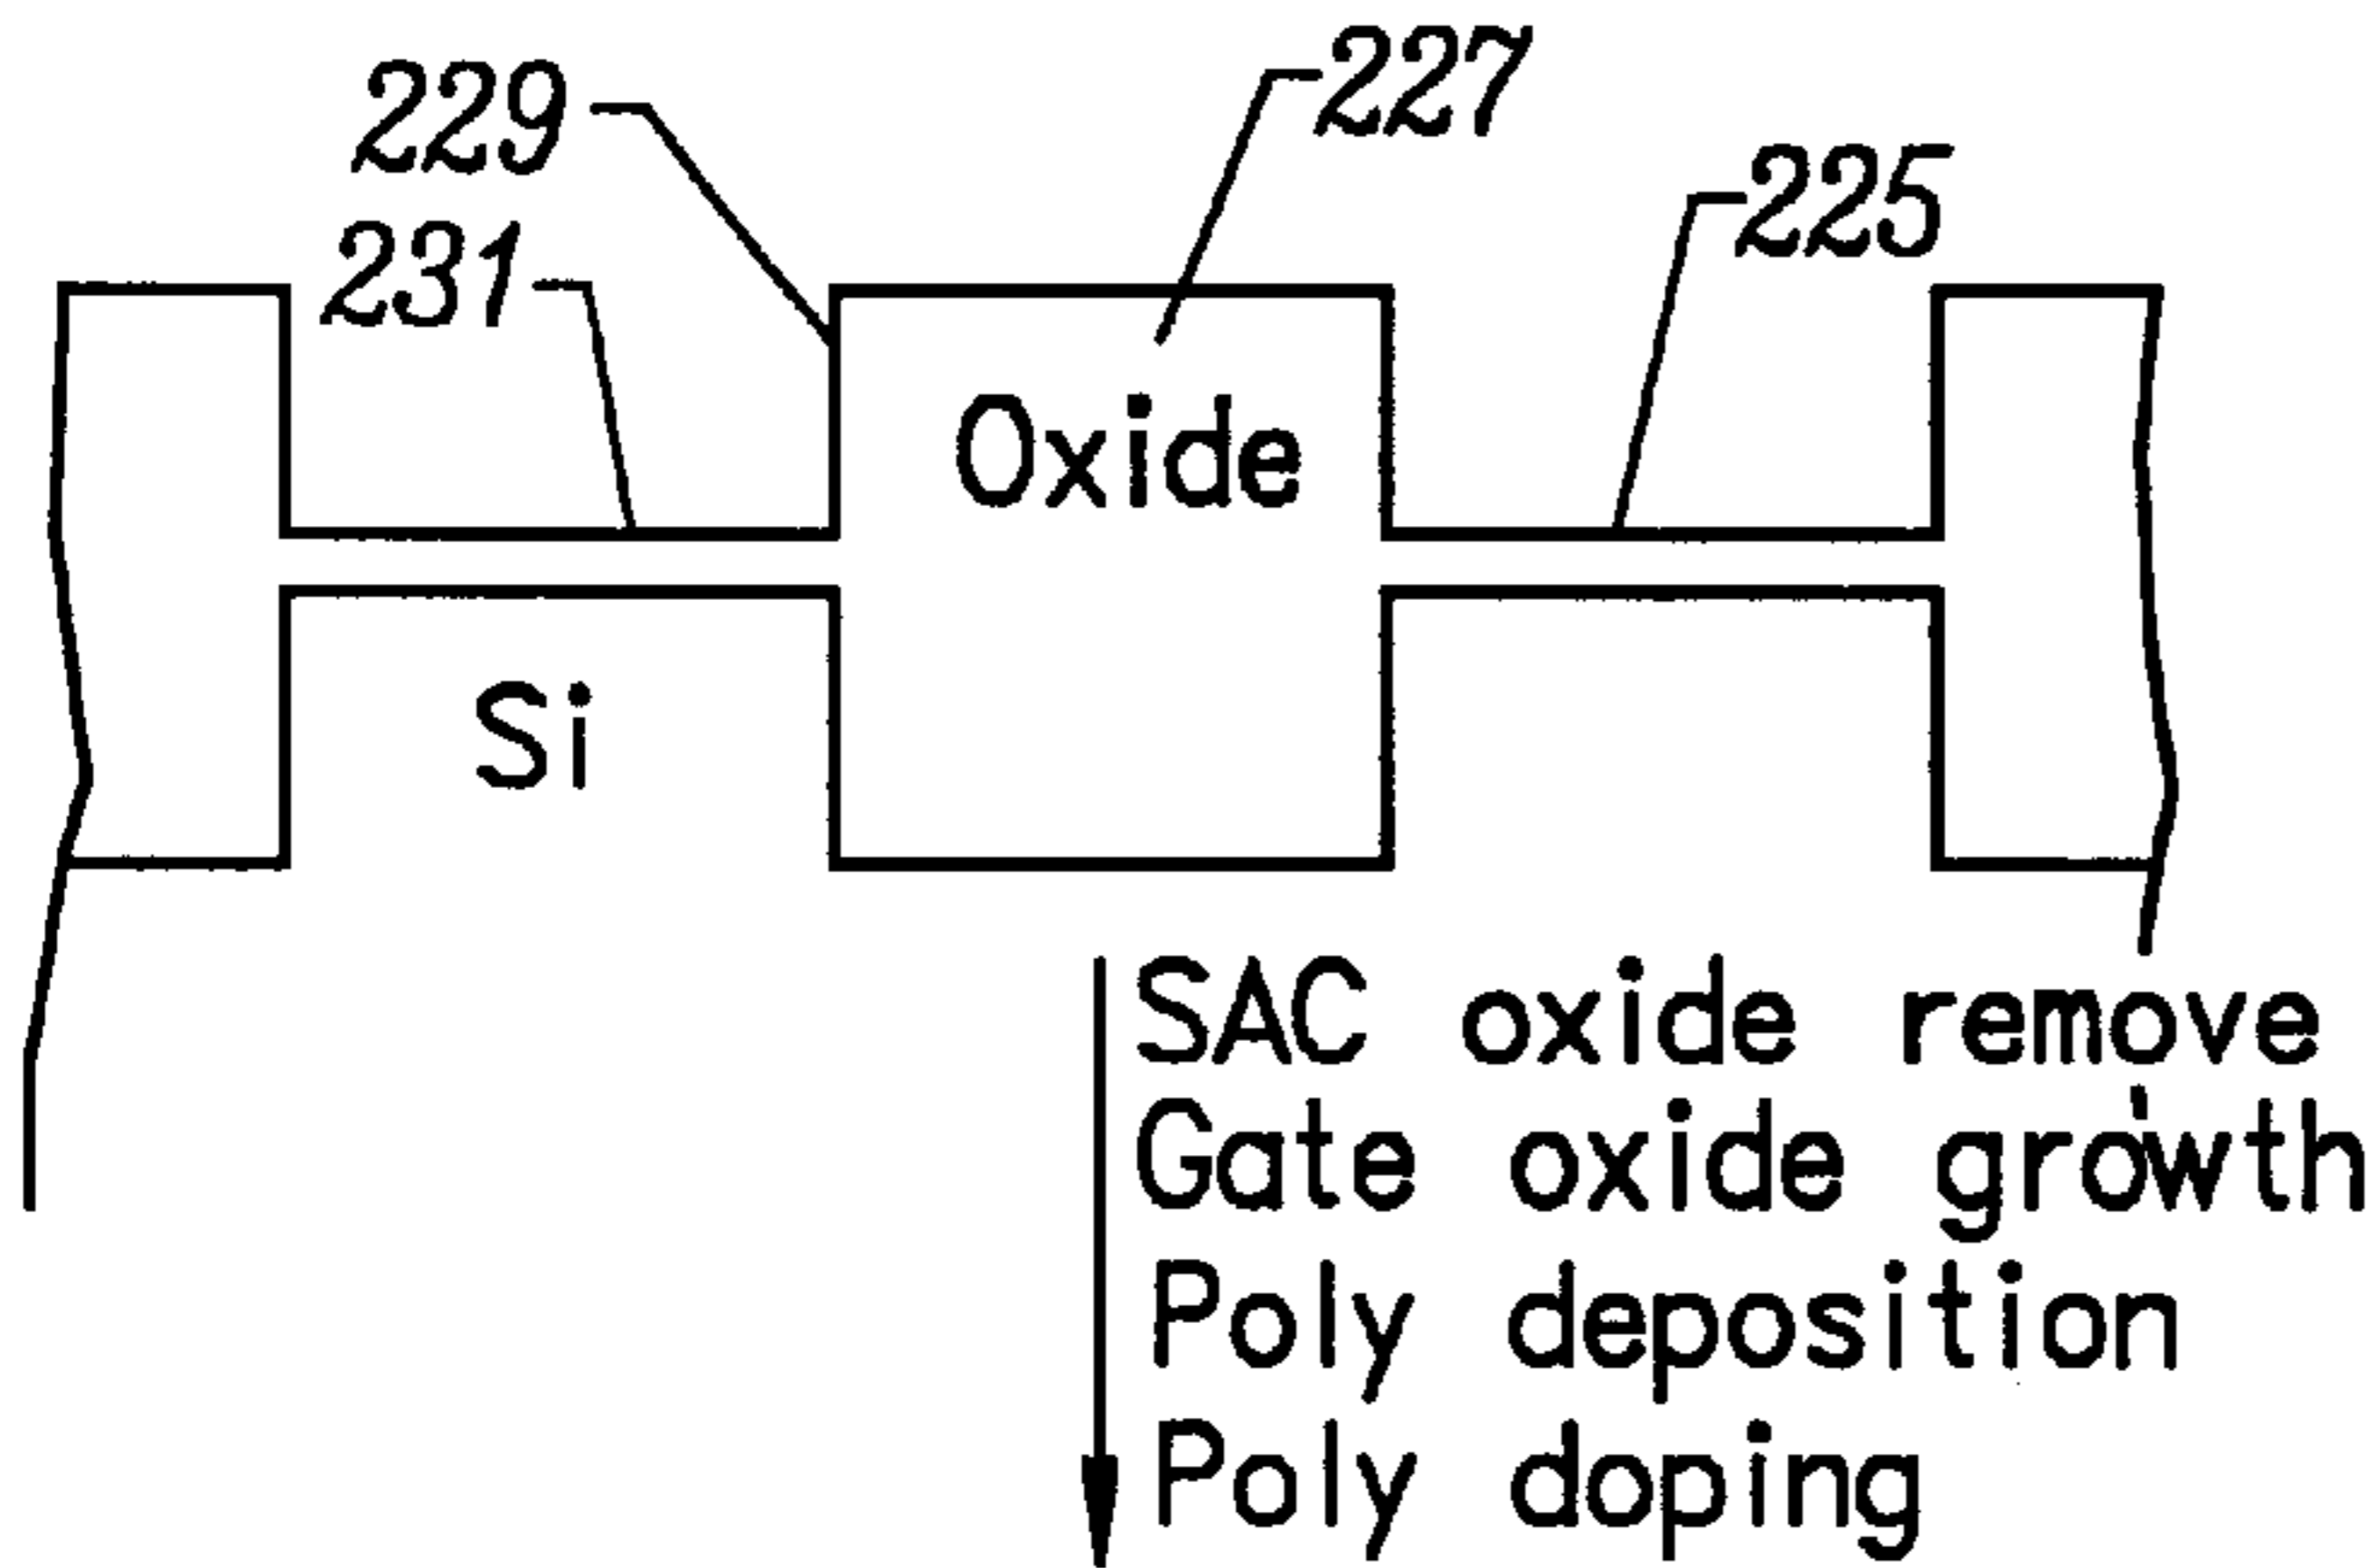 227
229
225
231
Oxide
Si
SAC oxide remove
Gate oxide growth
Poly deposition
Poly doping